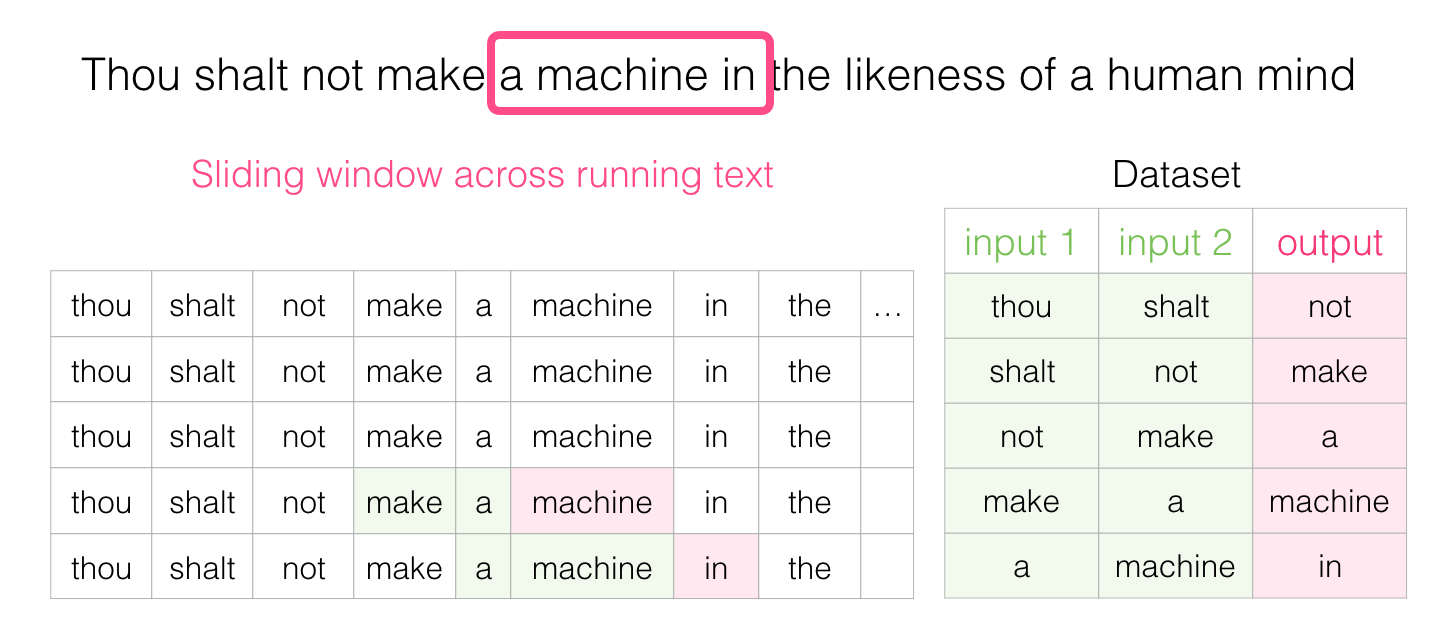 Thou shalt not make a machine in the likeness of a human mind
Sliding window across running text
thou shalt not make a machine in the ...
thou shalt not make a machine in the
thou shalt not make a machine in the
thou shalt not make a machine in the
thou shalt not make a machine in the
Dataset
input 1 input 2 output
thou shalt not
shalt not make
not make a
make a machine
a machine in